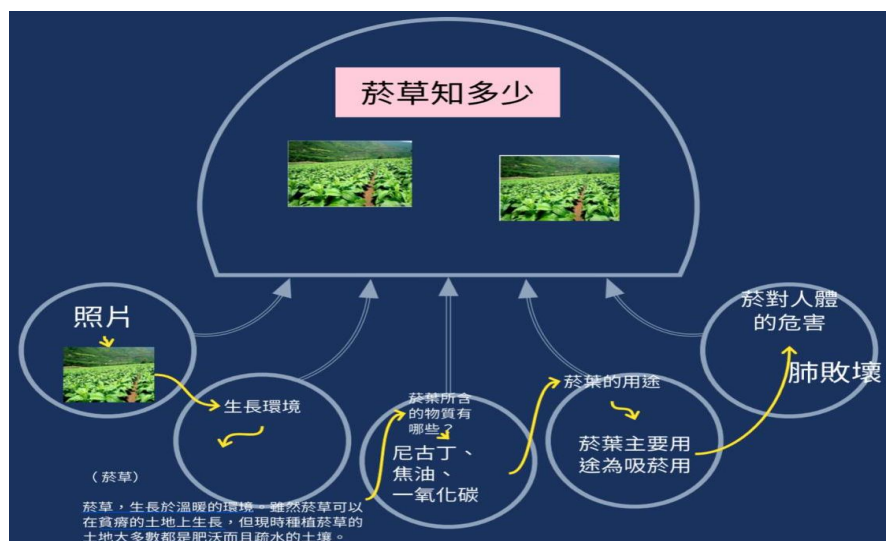 菸草知多少
照片
生長環境
（菸草）
菸草，生長於溫暖的環境。雖然菸草可以
在貧瘠的土地上生長，但現時種植菸草的
土地大多數都是肥沃而且疏水的土壤。
菸葉所含
的物質有
哪些？
尼古丁、
焦油、
一氧化碳
菸葉的用途
菸葉主要用
途為吸菸用
菸對人體
的危害
肺敗壞